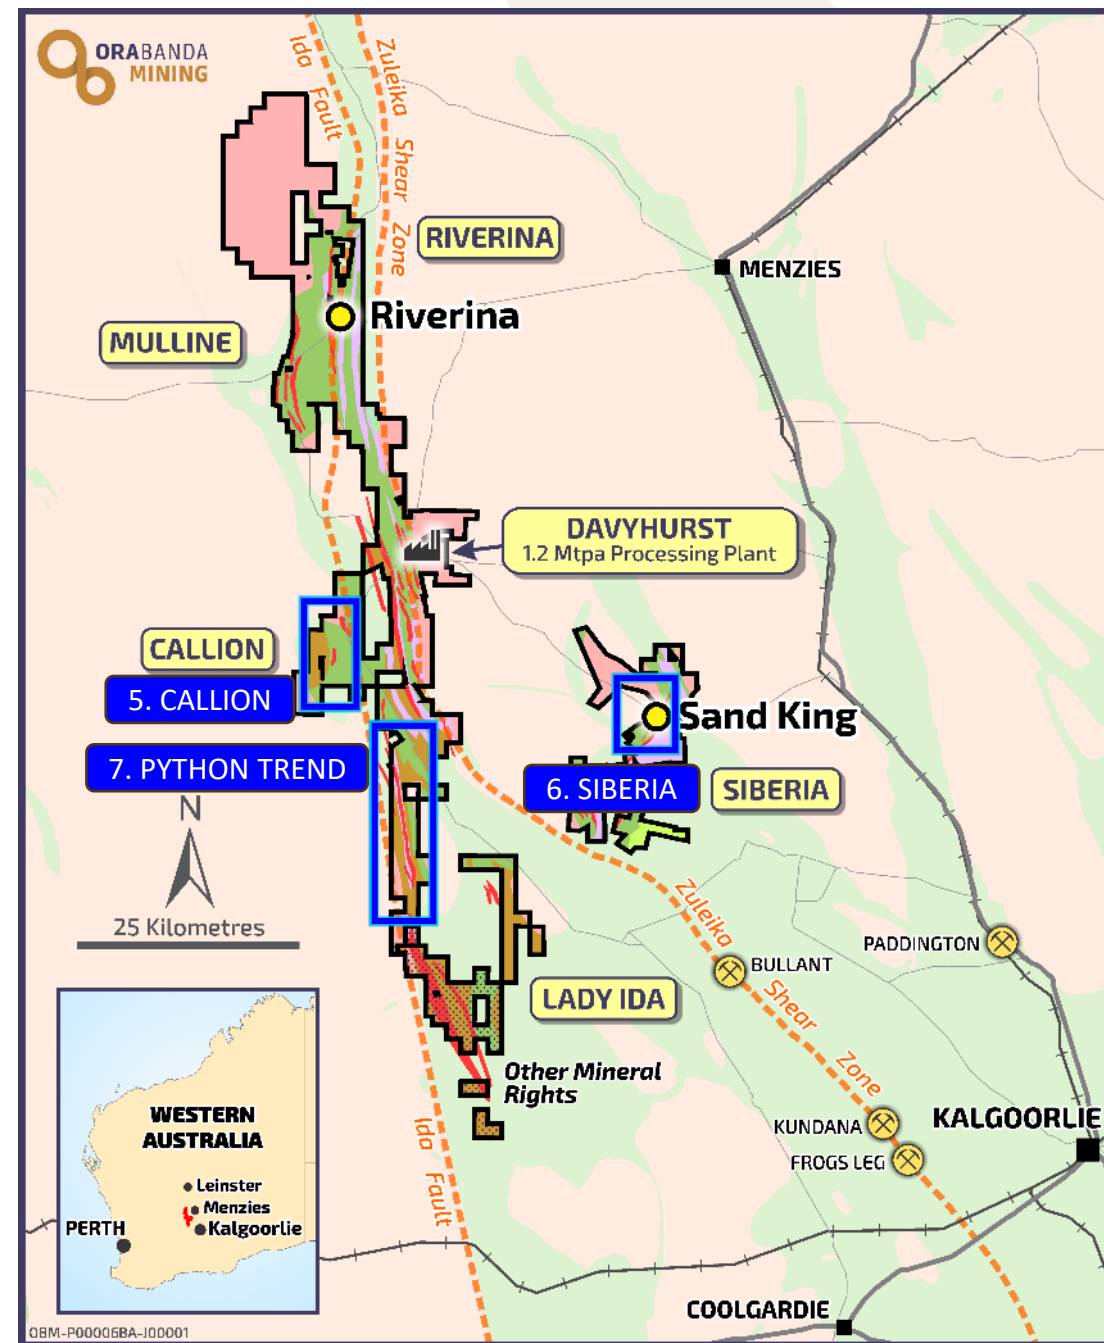 ORABANDA
MINING
Ida Fault
Zuleika Shear Zone
RIVERINA
MENZIES
Riverina
MULLINE
DAVYHURST
1.2 Mtpa Processing Plant
CALLION
5. CALLION
Sand King
7. PYTHON TREND
6. SIBERIA
SIBERIA
N
25 Kilometres
Zuleika Shear Zone
PADDINGTON
BULLANT
LADY IDA
Other Mineral
Rights
KUNDANA
KALGOORLIE
FROGS LEG
Ida Fault
WESTERN
AUSTRALIA
Leinster
Menzies
PERTH
Kalgoorlie
COOLGARDIE
OBM-P00006BA-J00001